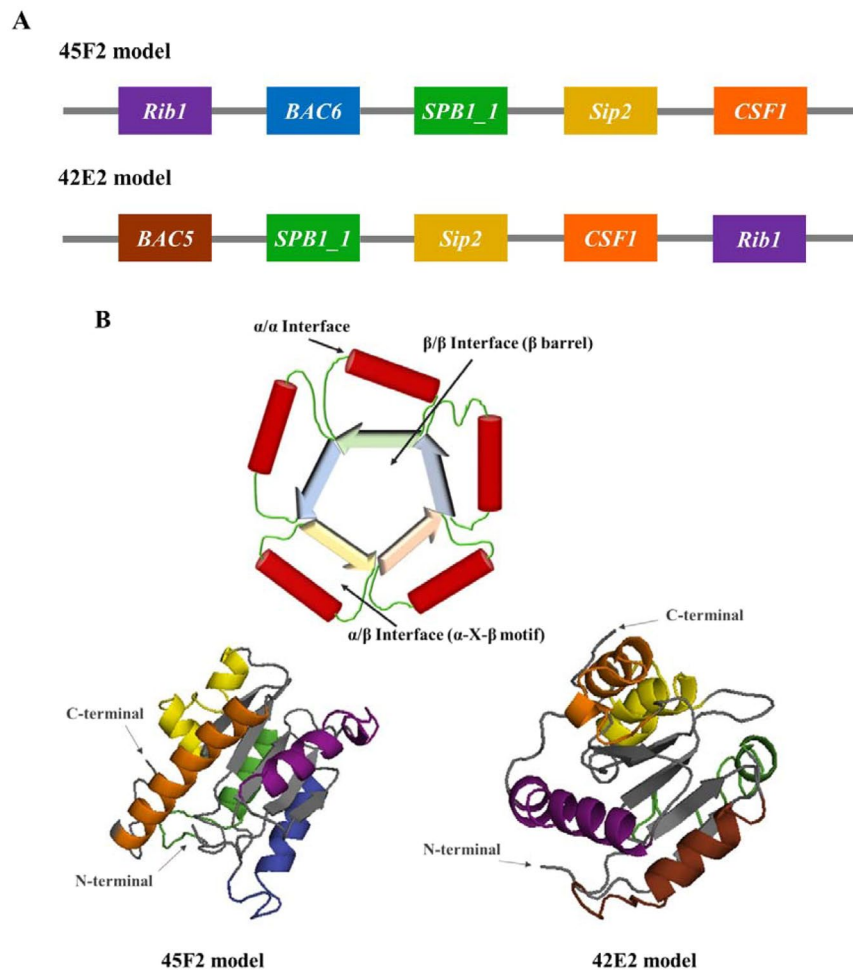 A
45F2 model
Rib1 BAC6 SPB1_1 Sip2 CSF1
42E2 model
BAC5 SPB1_1 Sip2 CSF1 Rib1
B
α/α Interface
β/β Interface (β barrel)
α/β Interface (α-X-β motif)
C-terminal
N-terminal
45F2 model
C-terminal
N-terminal
42E2 model